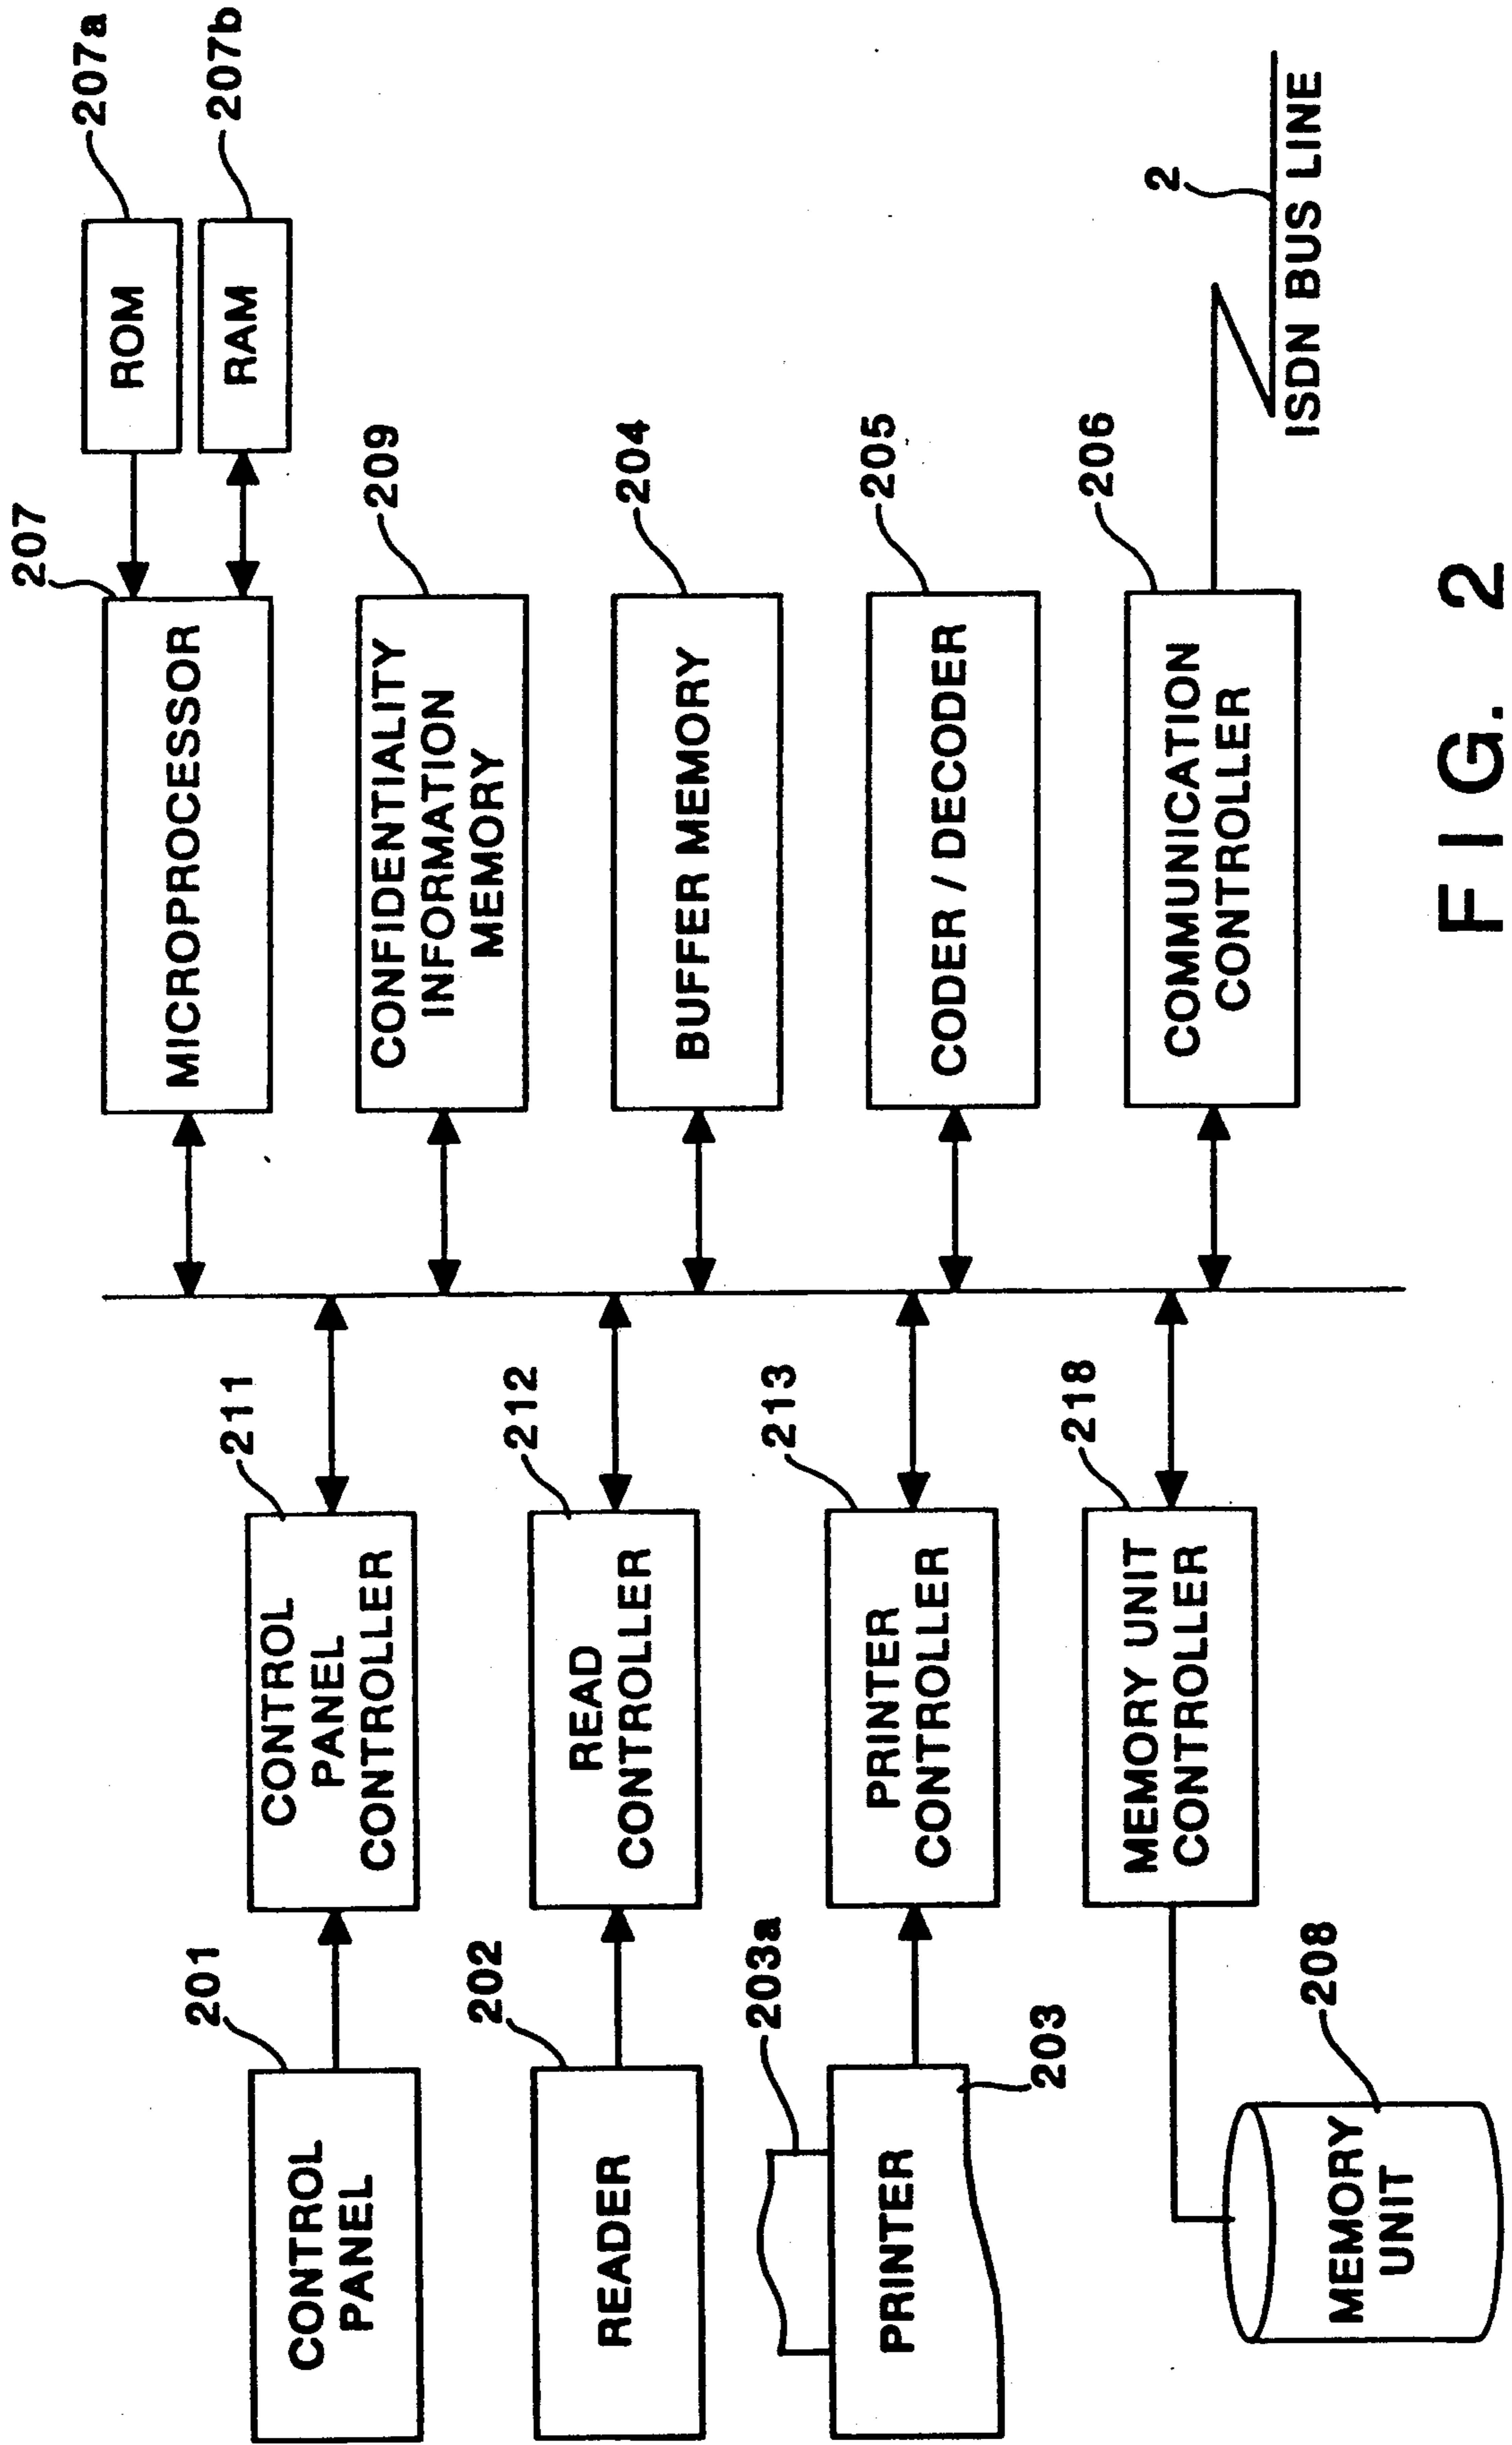 207a
ROM
207b
RAM
207
MICROPROCESSOR
209
CONFIDENTIALITY
INFORMATION
MEMORY
204
BUFFER MEMORY
205
CODER / DECODER
206
COMMUNICATION
CONTROLLER
2
ISDN BUS LINE
211
CONTROL
PANEL
CONTROLLER
212
READ
CONTROLLER
213
PRINTER
CONTROLLER
218
MEMORY UNIT
CONTROLLER
201
CONTROL
PANEL
202
READER
203a
PRINTER
203
208
MEMORY
UNIT
FIG. 2